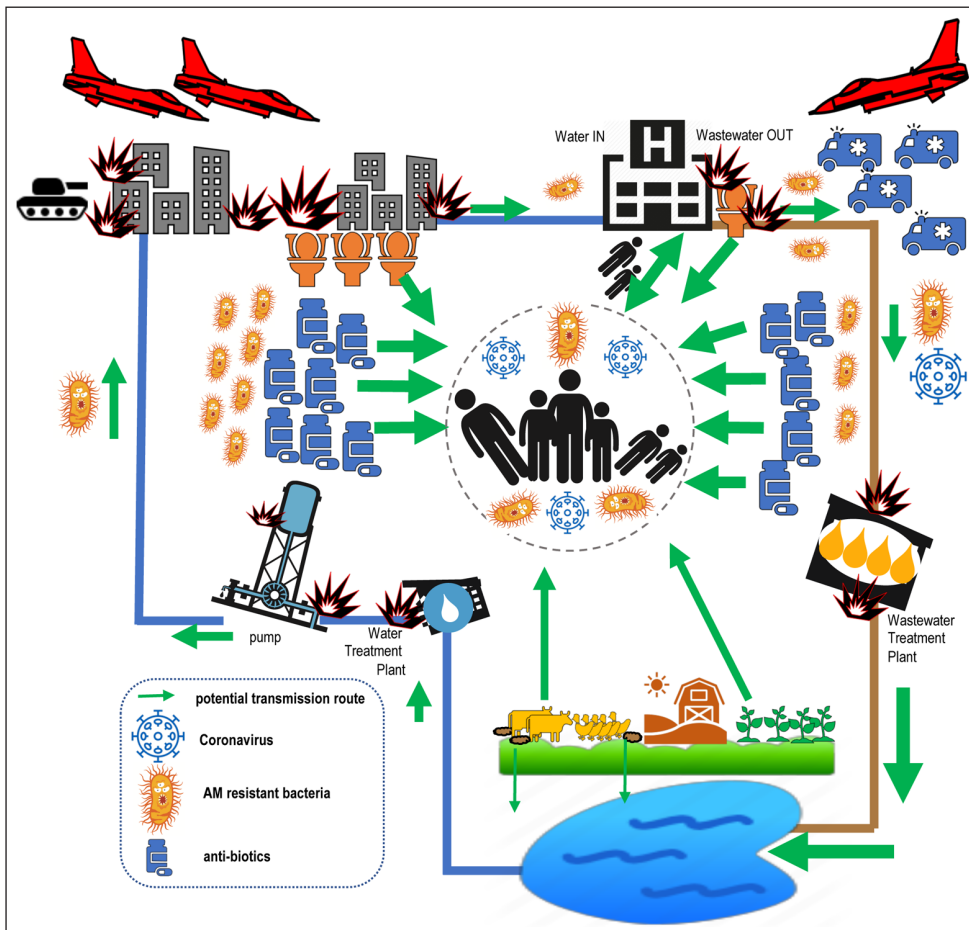 Water IN
Wastewater OUT
H
pump
Water
Treatment
Plant
Wastewater
Treatment
Plant
potential transmission route
Coronavirus
AM resistant bacteria
anti-biotics